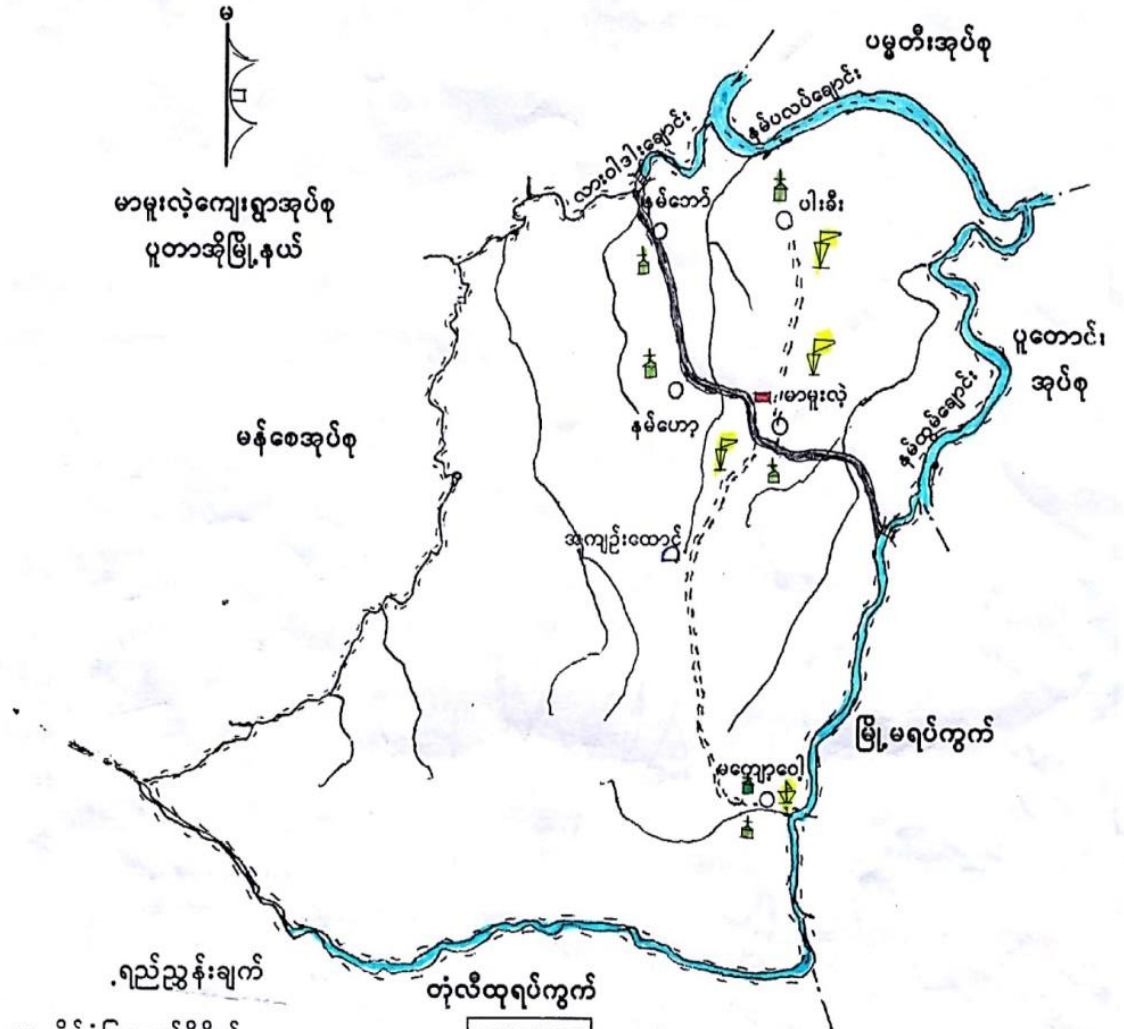 မ
ပမ္မတီးအုပ်စု
နမ်ပလပ်ချောင်း
လားဝါဒါးချောင်း
မာမူးလွဲ့ကျေးရွာအုပ်စု
ပူတာအိုမြို့နယ်
နမ်ဘော်
ပါးခီး
ပူတောင်း
အုပ်စု
နမ်ထွမ်ချောင်း
မာမူးလွဲ့
နမ်ဟော့
မန်စေအုပ်စု
အကျဉ်းထောင်
မြို့မရပ်ကွက်
မကျော့ဝေါ့
ရည်ညွှန်းချက်
တုံလီထုရပ်ကွက်